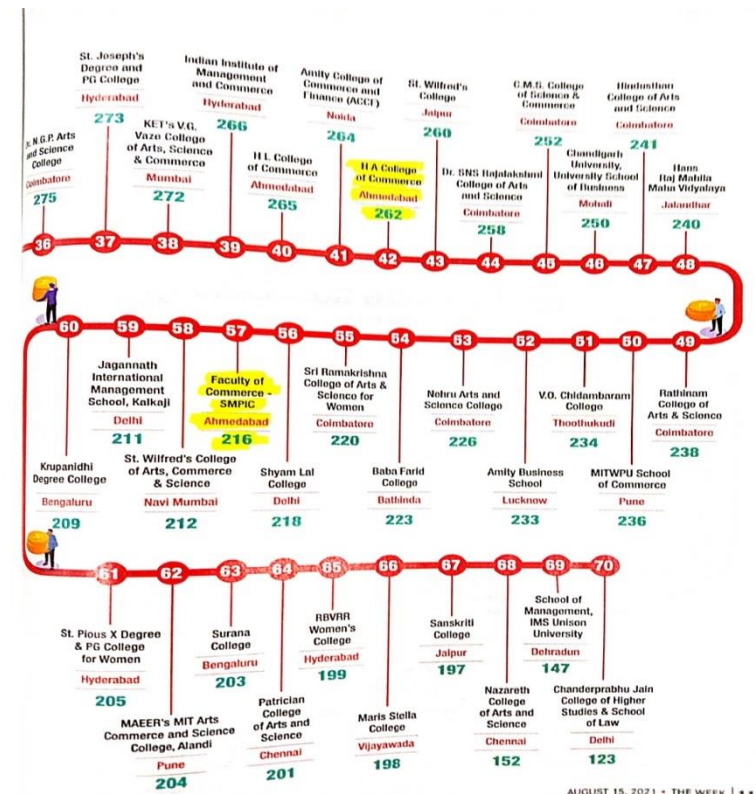 Dr. N.G.P. Arts
and Science
College
Coimbatore
275
36
St. Joseph's
Degree and
PG College
Hyderabad
273
37
KET's V.G.
Vaze College
of Arts, Science
& Commerce
Mumbai
272
38
Indian Institute of
Management
and Commerce
Hyderabad
266
39
H L College
of Commerce
Ahmedabad
265
40
Amity College of
Commerce and
Finance (ACCF)
Noida
264
41
H A College
of Commerce
Ahmedabad
262
42
St. Wilfred's
College
Jaipur
260
43
Dr. SNS Rajalakshmi
College of Arts
and Science
Coimbatore
258
44
C.M.S. College
of Science &
Commerce
Coimbatore
252
45
Chandigarh
University,
University School
of Business
Mohali
250
46
Hindusthan
College of Arts
and Science
Coimbatore
241
47
Hans
Raj Mahila
Maha Vidyalaya
Jalandhar
240
48
60
Krupanidhi
Degree College
Bengaluru
209
59
Jagannath
International
Management
School, Kalkaji
Delhi
211
58
St. Wilfred's College
of Arts, Commerce
& Science
Navi Mumbai
212
57
Faculty of
Commerce -
SMPIC
Ahmedabad
216
56
Shyam Lal
College
Delhi
218
55
Sri Ramakrishna
College of Arts &
Science for
Women
Coimbatore
220
54
Baba Farid
College
Bathinda
223
53
Nehru Arts and
Science College
Coimbatore
226
52
Amity Business
School
Lucknow
233
51
V.O. Chidambaram
College
Thoothukudi
234
50
MITWPU School
of Commerce
Pune
236
49
Rathinam
College of
Arts & Science
Coimbatore
238
61
St. Pious X Degree
& PG College
for Women
Hyderabad
205
62
MAEER's MIT Arts
Commerce and Science
College, Alandi
Pune
204
63
Surana
College
Bengaluru
203
64
Patrician
College
of Arts and
Science
Chennai
201
65
RBVRR
Women's
College
Hyderabad
199
66
Maris Stella
College
Vijayawada
198
67
Sanskriti
College
Jaipur
197
68
Nazareth
College
of Arts and
Science
Chennai
152
69
School of
Management,
IMS Unison
University
Dehradun
147
70
Chanderprabhu Jain
College of Higher
Studies & School
of Law
Delhi
123
AUGUST 15, 2021 • THE WEEK